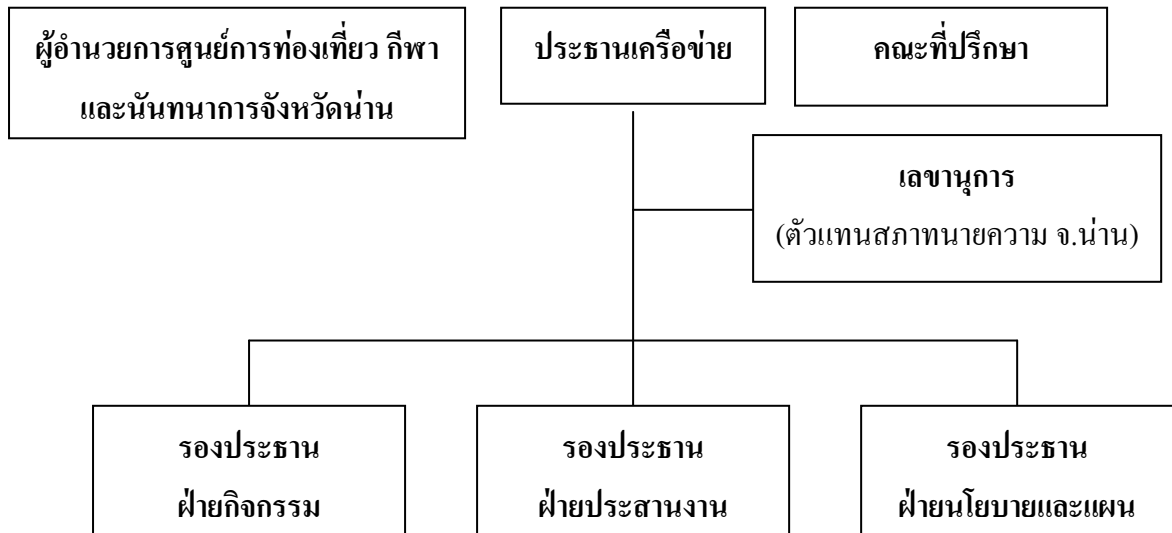 ผู้อำนวยการศูนย์การท่องเที่ยว กีฬา
และนันทนาการจังหวัดน่าน
ประธานเครือข่าย
คณะที่ปรึกษา
เลขานุการ
(ตัวแทนสภาทนายความ จ.น่าน)
รองประธาน
ฝ่ายกิจกรรม
รองประธาน
ฝ่ายประสานงาน
รองประธาน
ฝ่ายนโยบายและแผน